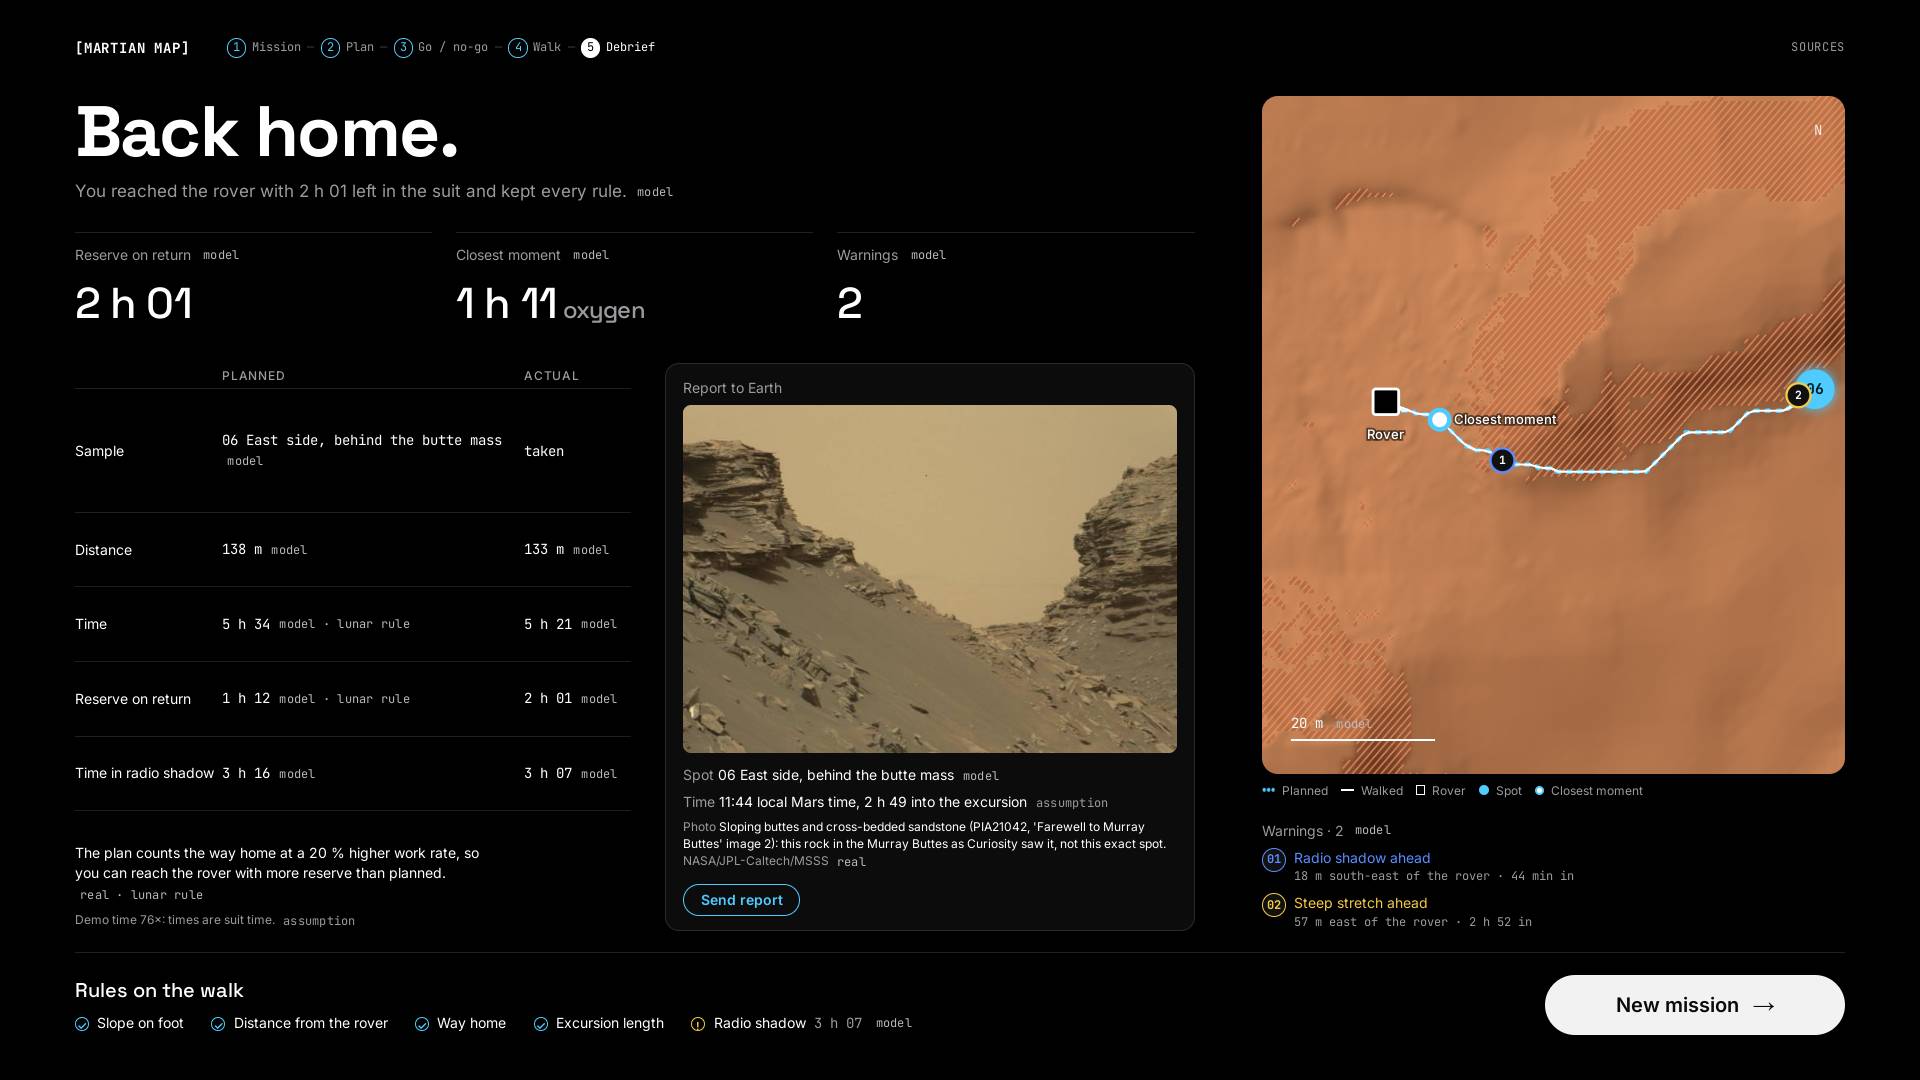 [MARTIAN MAP] 1 Mission — 2 Plan — 3 Go / no-go — 4 Walk — 5 Debrief
SOURCES
Back home.
You reached the rover with 2 h 01 left in the suit and kept every rule. model
Reserve on return model
2 h 01
Closest moment model
1 h 11 oxygen
Warnings model
2
PLANNED ACTUAL
Sample 06 East side, behind the butte mass model taken
Distance 138 m model 133 m model
Time 5 h 34 model · lunar rule 5 h 21 model
Reserve on return 1 h 12 model · lunar rule 2 h 01 model
Time in radio shadow 3 h 16 model 3 h 07 model
The plan counts the way home at a 20 % higher work rate, so
you can reach the rover with more reserve than planned.
real · lunar rule
Demo time 76×: times are suit time. assumption
Report to Earth
Spot 06 East side, behind the butte mass model
Time 11:44 local Mars time, 2 h 49 into the excursion assumption
Photo Sloping buttes and cross-bedded sandstone (PIA21042, 'Farewell to Murray
Buttes' image 2): this rock in the Murray Buttes as Curiosity saw it, not this exact spot.
NASA/JPL-Caltech/MSSS real
Send report
N
06
2
Closest moment
Rover
1
20 m model
Planned Walked Rover Spot Closest moment
Warnings · 2 model
01 Radio shadow ahead
18 m south-east of the rover · 44 min in
02 Steep stretch ahead
57 m east of the rover · 2 h 52 in
Rules on the walk
Slope on foot Distance from the rover Way home Excursion length Radio shadow 3 h 07 model
New mission →